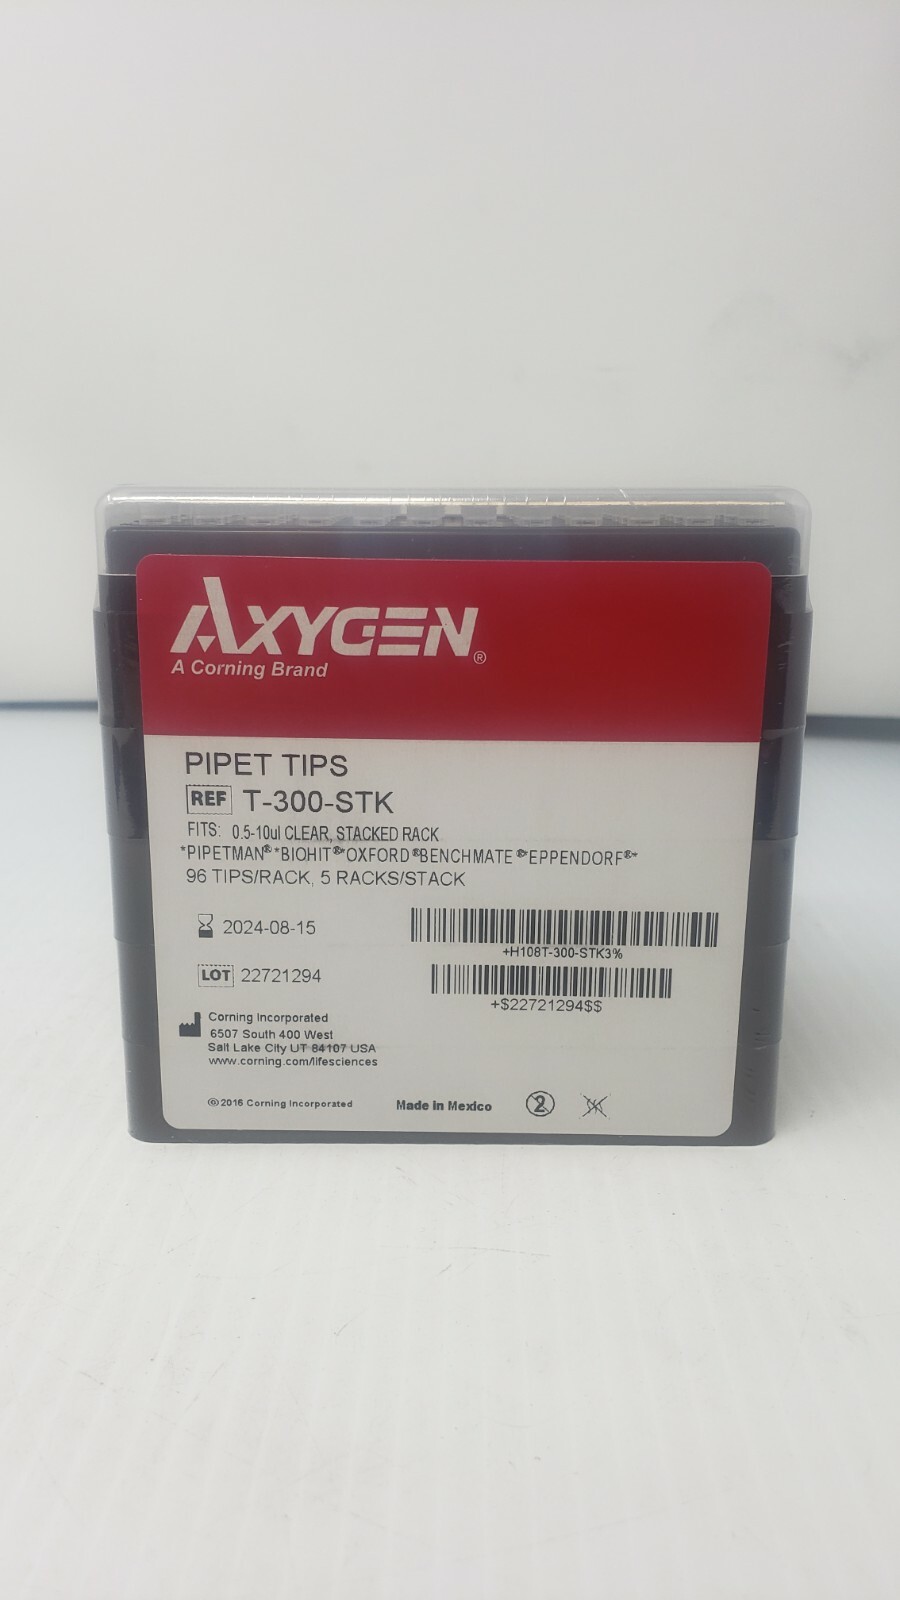 AXYGEN®
A Corning Brand
PIPET TIPS
REF T-300-STK
FITS: 0.5-10ul CLEAR, STACKED RACK
*PIPETMAN®*BIOHIT®*OXFORD®BENCHMATE®*EPPENDORF®*
96 TIPS/RACK, 5 RACKS/STACK
2024-08-15
+H108T-300-STK3%
LOT 22721294
+$22721294$$
Corning Incorporated
6507 South 400 West
Salt Lake City UT 84107 USA
www.corning.com/lifesciences
©2016 Corning Incorporated
Made in Mexico
2